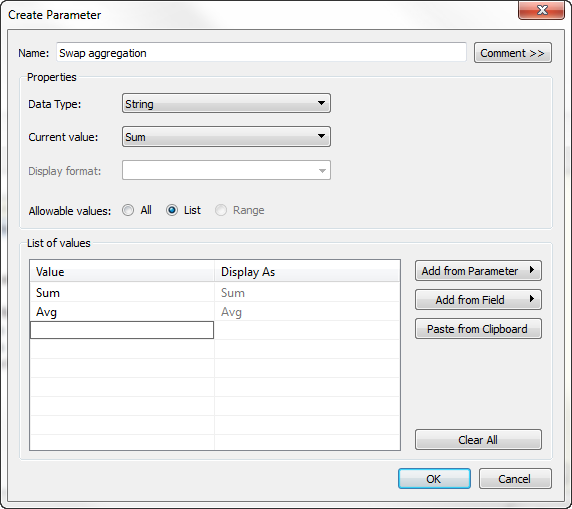 Create Parameter
Name: Swap aggregation Comment >>
Properties
Data Type: String
Current value: Sum
Display format:
Allowable values: All List Range
List of values
Value Display As
Sum Sum
Avg Avg
Add from Parameter
Add from Field
Paste from Clipboard
Clear All
OK Cancel